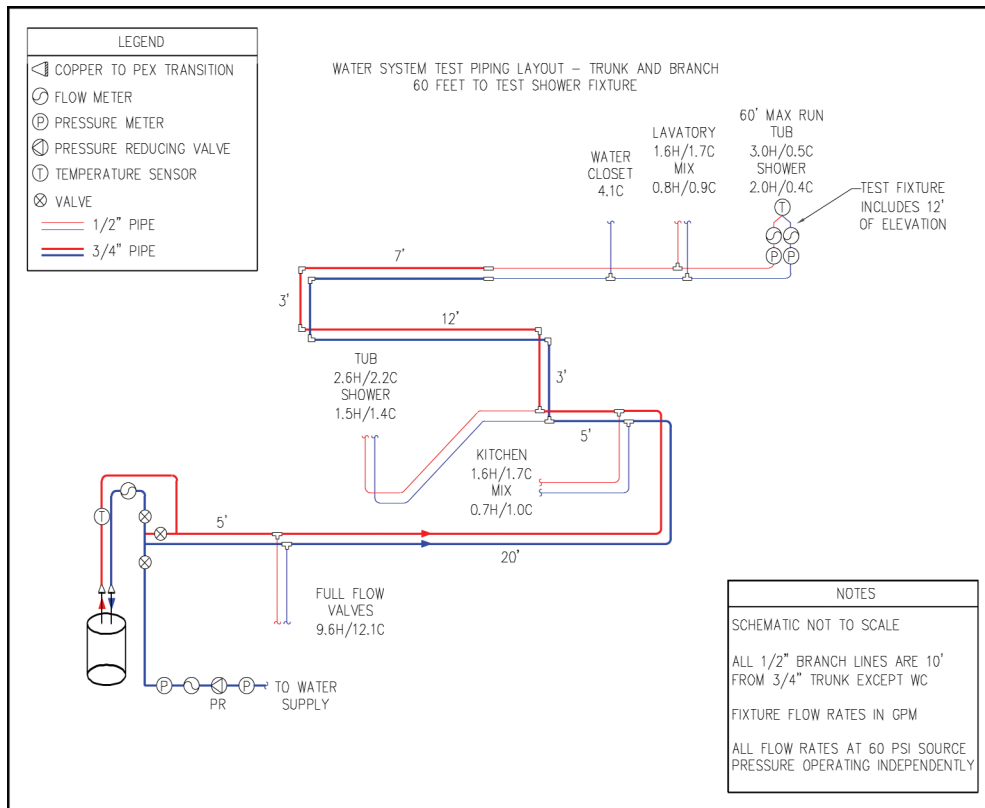 LEGEND
COPPER TO PEX TRANSITION
FLOW METER
P PRESSURE METER
PRESSURE REDUCING VALVE
T TEMPERATURE SENSOR
VALVE
1/2" PIPE
3/4" PIPE
WATER SYSTEM TEST PIPING LAYOUT – TRUNK AND BRANCH
60 FEET TO TEST SHOWER FIXTURE
WATER
CLOSET
4.1C
LAVATORY
1.6H/1.7C
MIX
0.8H/0.9C
60' MAX RUN
TUB
3.0H/0.5C
SHOWER
2.0H/0.4C
T
P
P
TEST FIXTURE
INCLUDES 12'
OF ELEVATION
7'
3'
12'
3'
TUB
2.6H/2.2C
SHOWER
1.5H/1.4C
5'
KITCHEN
1.6H/1.7C
MIX
0.7H/1.0C
T
5'
20'
FULL FLOW
VALVES
9.6H/12.1C
P
P
PR
TO WATER
SUPPLY
NOTES
SCHEMATIC NOT TO SCALE
ALL 1/2" BRANCH LINES ARE 10'
FROM 3/4" TRUNK EXCEPT WC
FIXTURE FLOW RATES IN GPM
ALL FLOW RATES AT 60 PSI SOURCE
PRESSURE OPERATING INDEPENDENTLY